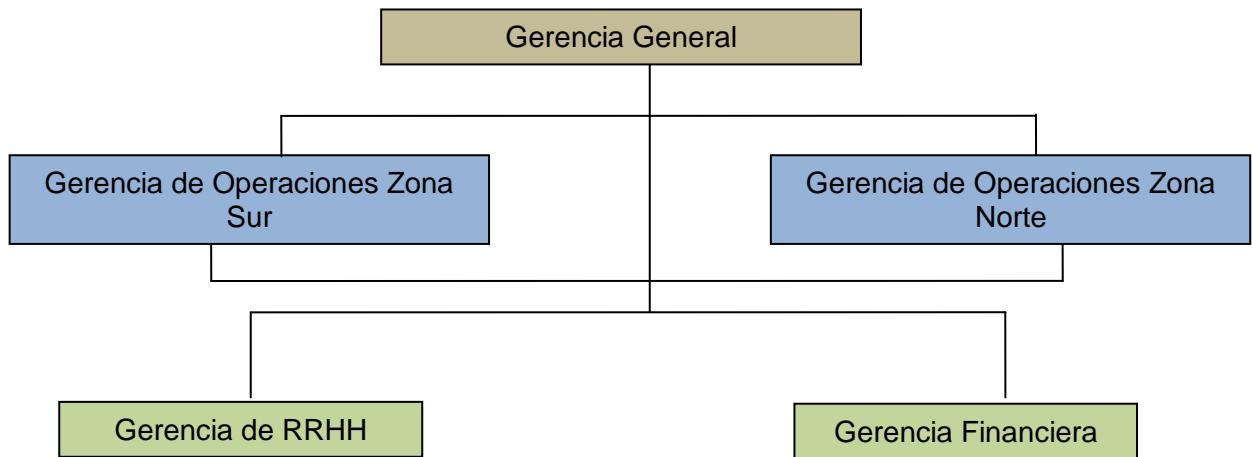 Gerencia General
Gerencia de Operaciones Zona
Sur
Gerencia de Operaciones Zona
Norte
Gerencia de RRHH
Gerencia Financiera